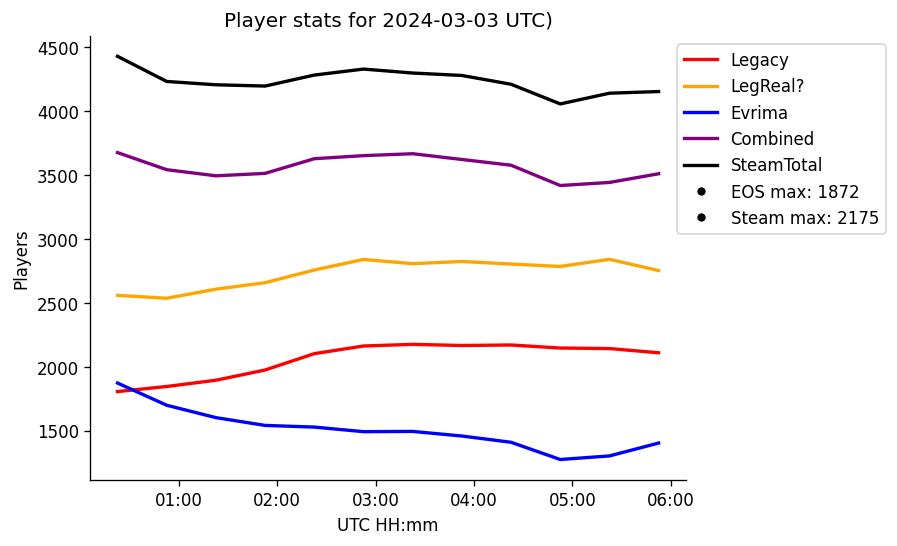 Player stats for 2024-03-03 UTC)
4500
4000
3500
3000
2500
2000
1500
Players
01:00 02:00 03:00 04:00 05:00 06:00
UTC HH:mm
Legacy
LegReal?
Evrima
Combined
SteamTotal
EOS max: 1872
Steam max: 2175